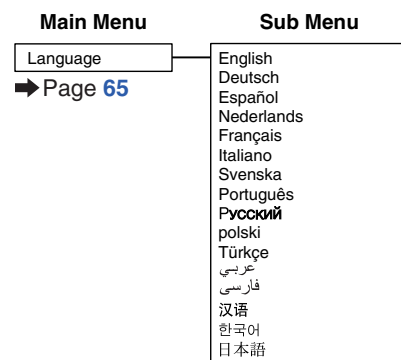 Main Menu
Sub Menu
Language
➡Page 65
English
Deutsch
Español
Nederlands
Français
Italiano
Svenska
Português
Русский
polski
Türkçe
عربي
فارسی
汉语
한국어
日本語